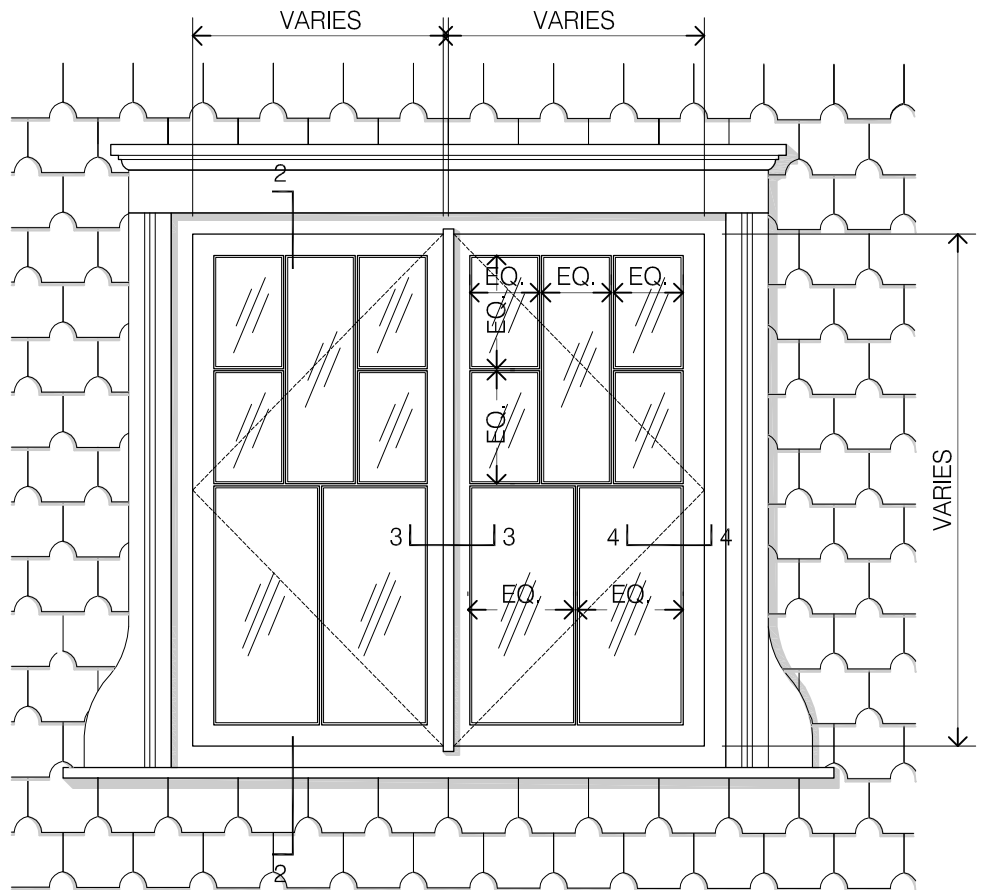 VARIES VARIES
2
EQ. EQ. EQ.
EQ.
EQ.
VARIES
3 3 4 4
EQ. EQ.
2